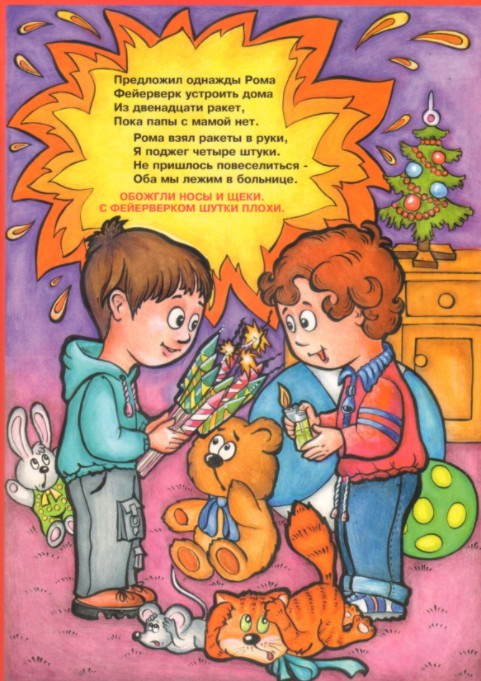 Предложил однажды Рома
Фейерверк устроить дома
Из двенадцати ракет,
Пока папы с мамой нет.
Рома взял ракеты в руки,
Я поджег четыре штуки.
Не пришлось повеселиться -
Оба мы лежим в больнице.
ОБОЖГЛИ НОСЫ И ЩЕКИ.
С ФЕЙЕРВЕРКОМ ШУТКИ ПЛОХИ.